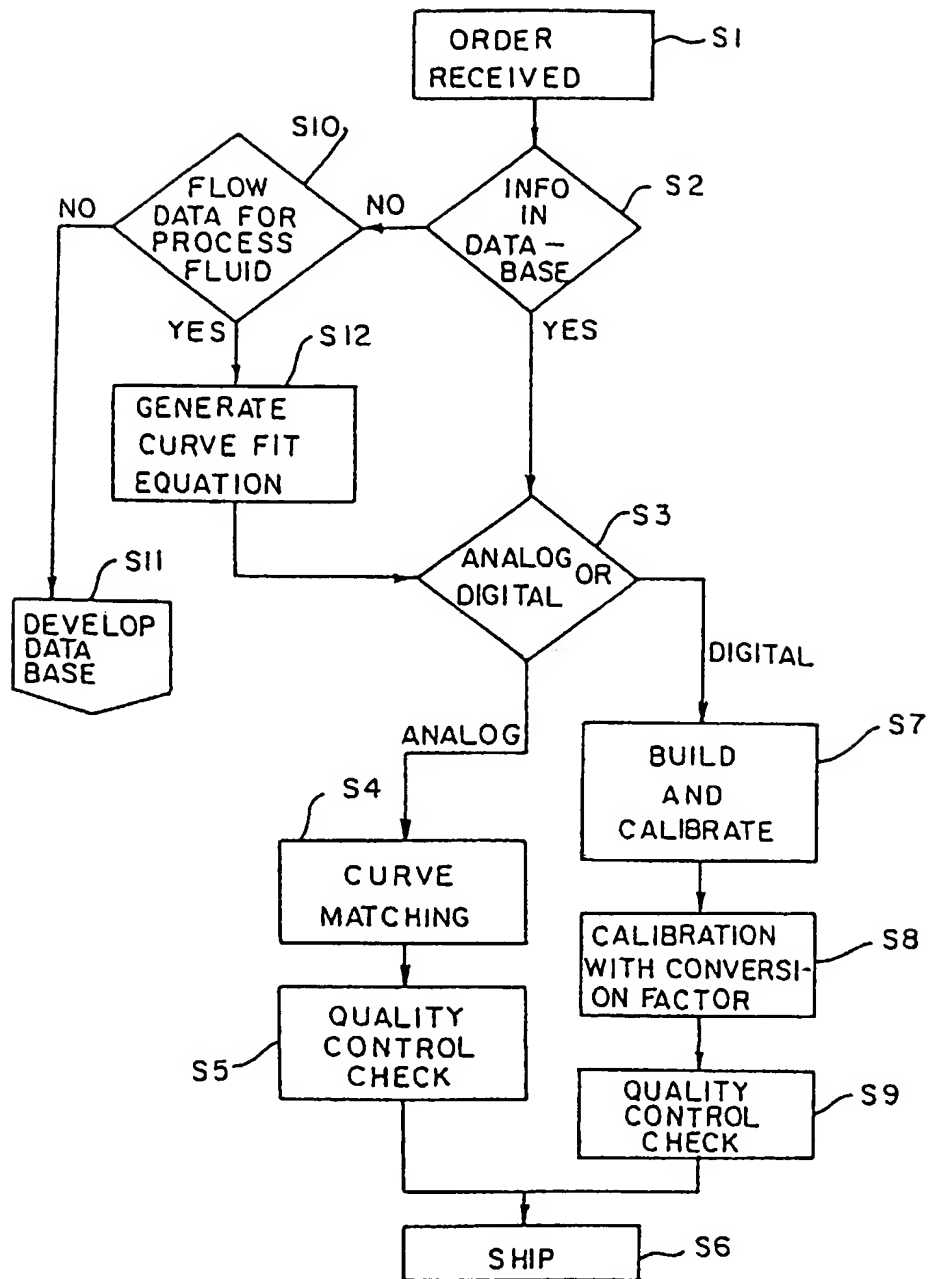 ORDER
RECEIVED
S1
INFO
IN
DATA-
BASE
S2
NO
YES
FLOW
DATA FOR
PROCESS
FLUID
S10
NO
YES
GENERATE
CURVE FIT
EQUATION
S12
DEVELOP
DATA
BASE
S11
ANALOG
OR
DIGITAL
S3
ANALOG
DIGITAL
CURVE
MATCHING
S4
QUALITY
CONTROL
CHECK
S5
BUILD
AND
CALIBRATE
S7
CALIBRATION
WITH CONVERSI-
ON FACTOR
S8
QUALITY
CONTROL
CHECK
S9
SHIP
S6